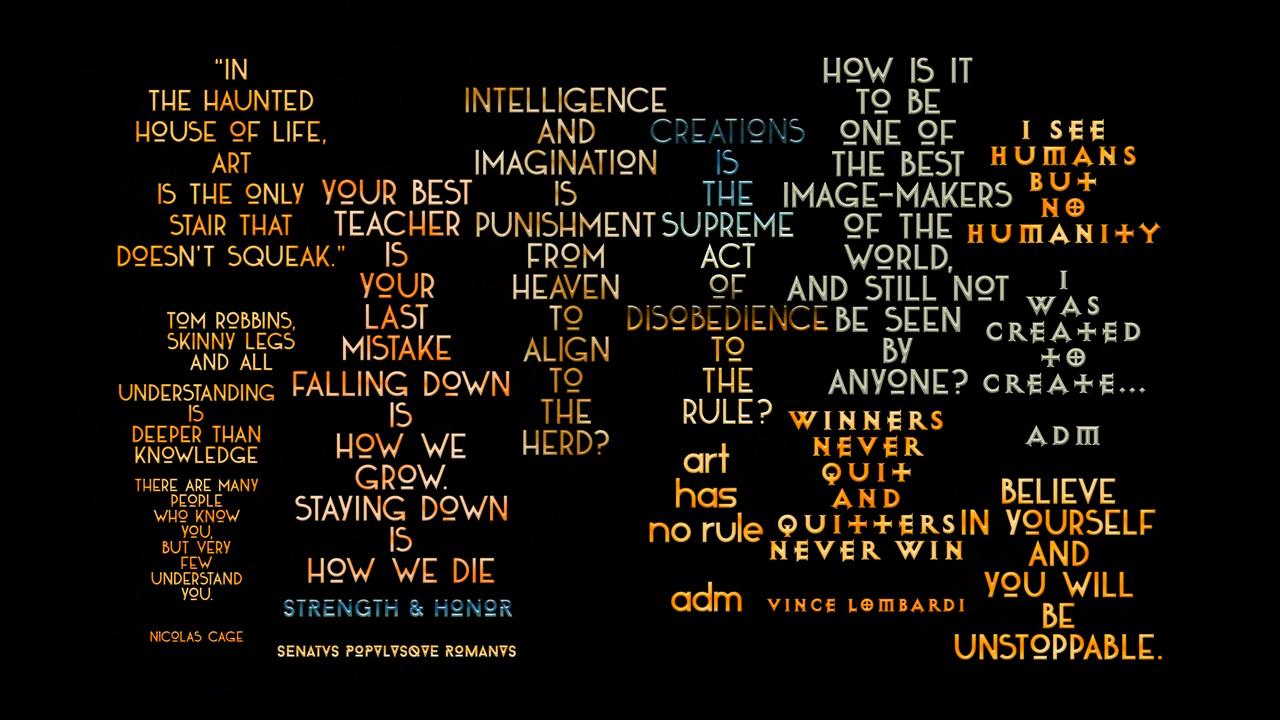 "IN
THE HAUNTED
HOUSE OF LIFE,
ART
IS THE ONLY
STAIR THAT
DOESN'T SQUEAK."
TOM ROBBINS,
SKINNY LEGS
AND ALL
UNDERSTANDING
IS
DEEPER THAN
KNOWLEDGE
THERE ARE MANY
PEOPLE
WHO KNOW
YOU,
BUT VERY
FEW
UNDERSTAND
YOU.
NICOLAS CAGE
YOUR BEST
TEACHER
IS
YOUR
LAST
MISTAKE
FALLING DOWN
IS
HOW WE
GROW.
STAYING DOWN
IS
HOW WE DIE
STRENGTH & HONOR
SENATVS POPVLVSQVE ROMANVS
INTELLIGENCE
AND
IMAGINATION
IS
PUNISHMENT
FROM
HEAVEN
TO
ALIGN
TO
THE
HERD?
CREATIONS
IS
THE
SUPREME
ACT
OF
DISOBEDIENCE
TO
THE
RULE?
art
has
no rule
adm
HOW IS IT
TO BE
ONE OF
THE BEST
IMAGE-MAKERS
OF THE
WORLD,
AND STILL NOT
BE SEEN
BY
ANYONE?
WINNERS
NEVER
QUIT
AND
QUITTERS
NEVER WIN
VINCE LOMBARDI
I SEE
HUMANS
BUT
NO
HUMANITY
I
WAS
CREATED
TO
CREATE...
ADM
BELIEVE
IN YOURSELF
AND
YOU WILL
BE
UNSTOPPABLE.